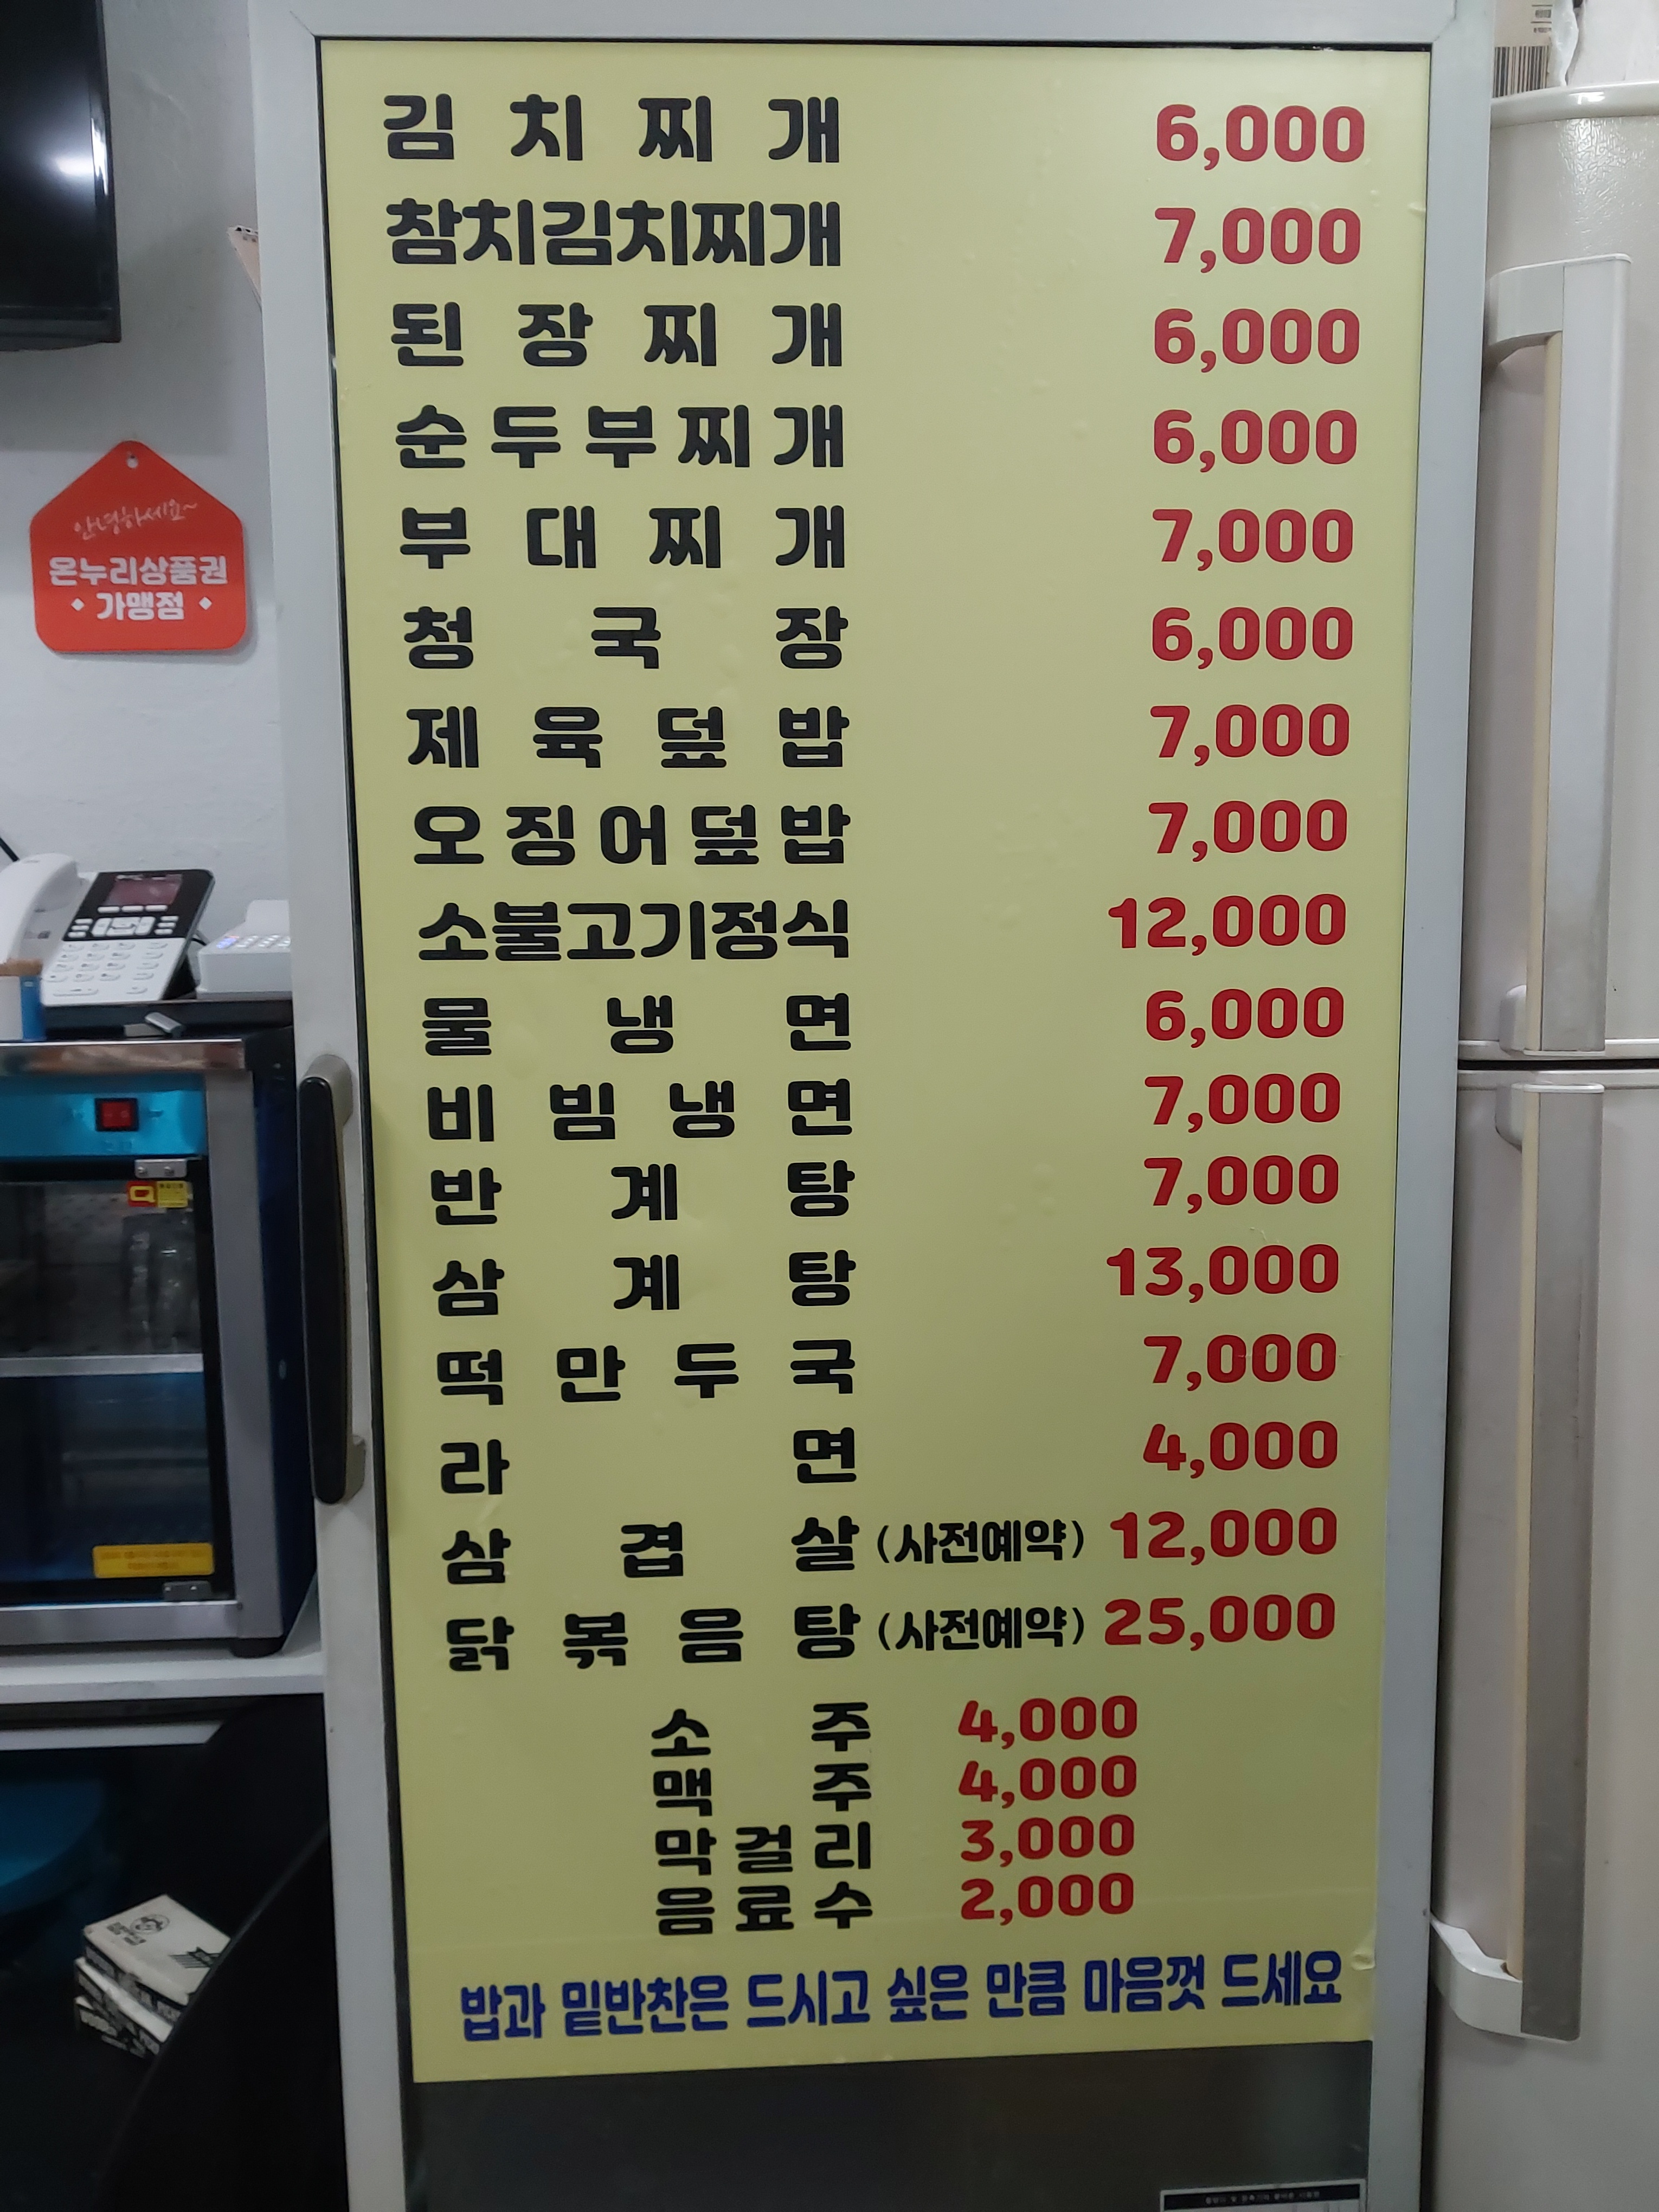 김치찌개 6,000
참치김치찌개 7,000
된장찌개 6,000
순두부찌개 6,000
부대찌개 7,000
청국장 6,000
제육덮밥 7,000
오징어덮밥 7,000
소불고기정식 12,000
물냉면 6,000
비빔냉면 7,000
반계탕 7,000
삼계탕 13,000
떡만두국 7,000
라면 4,000
삼겹살 (사전예약) 12,000
닭볶음탕 (사전예약) 25,000
소주 4,000
맥주 4,000
막걸리 3,000
음료수 2,000
밥과 밑반찬은 드시고 싶은 만큼 마음껏 드세요
안녕하세요~
온누리상품권
가맹점